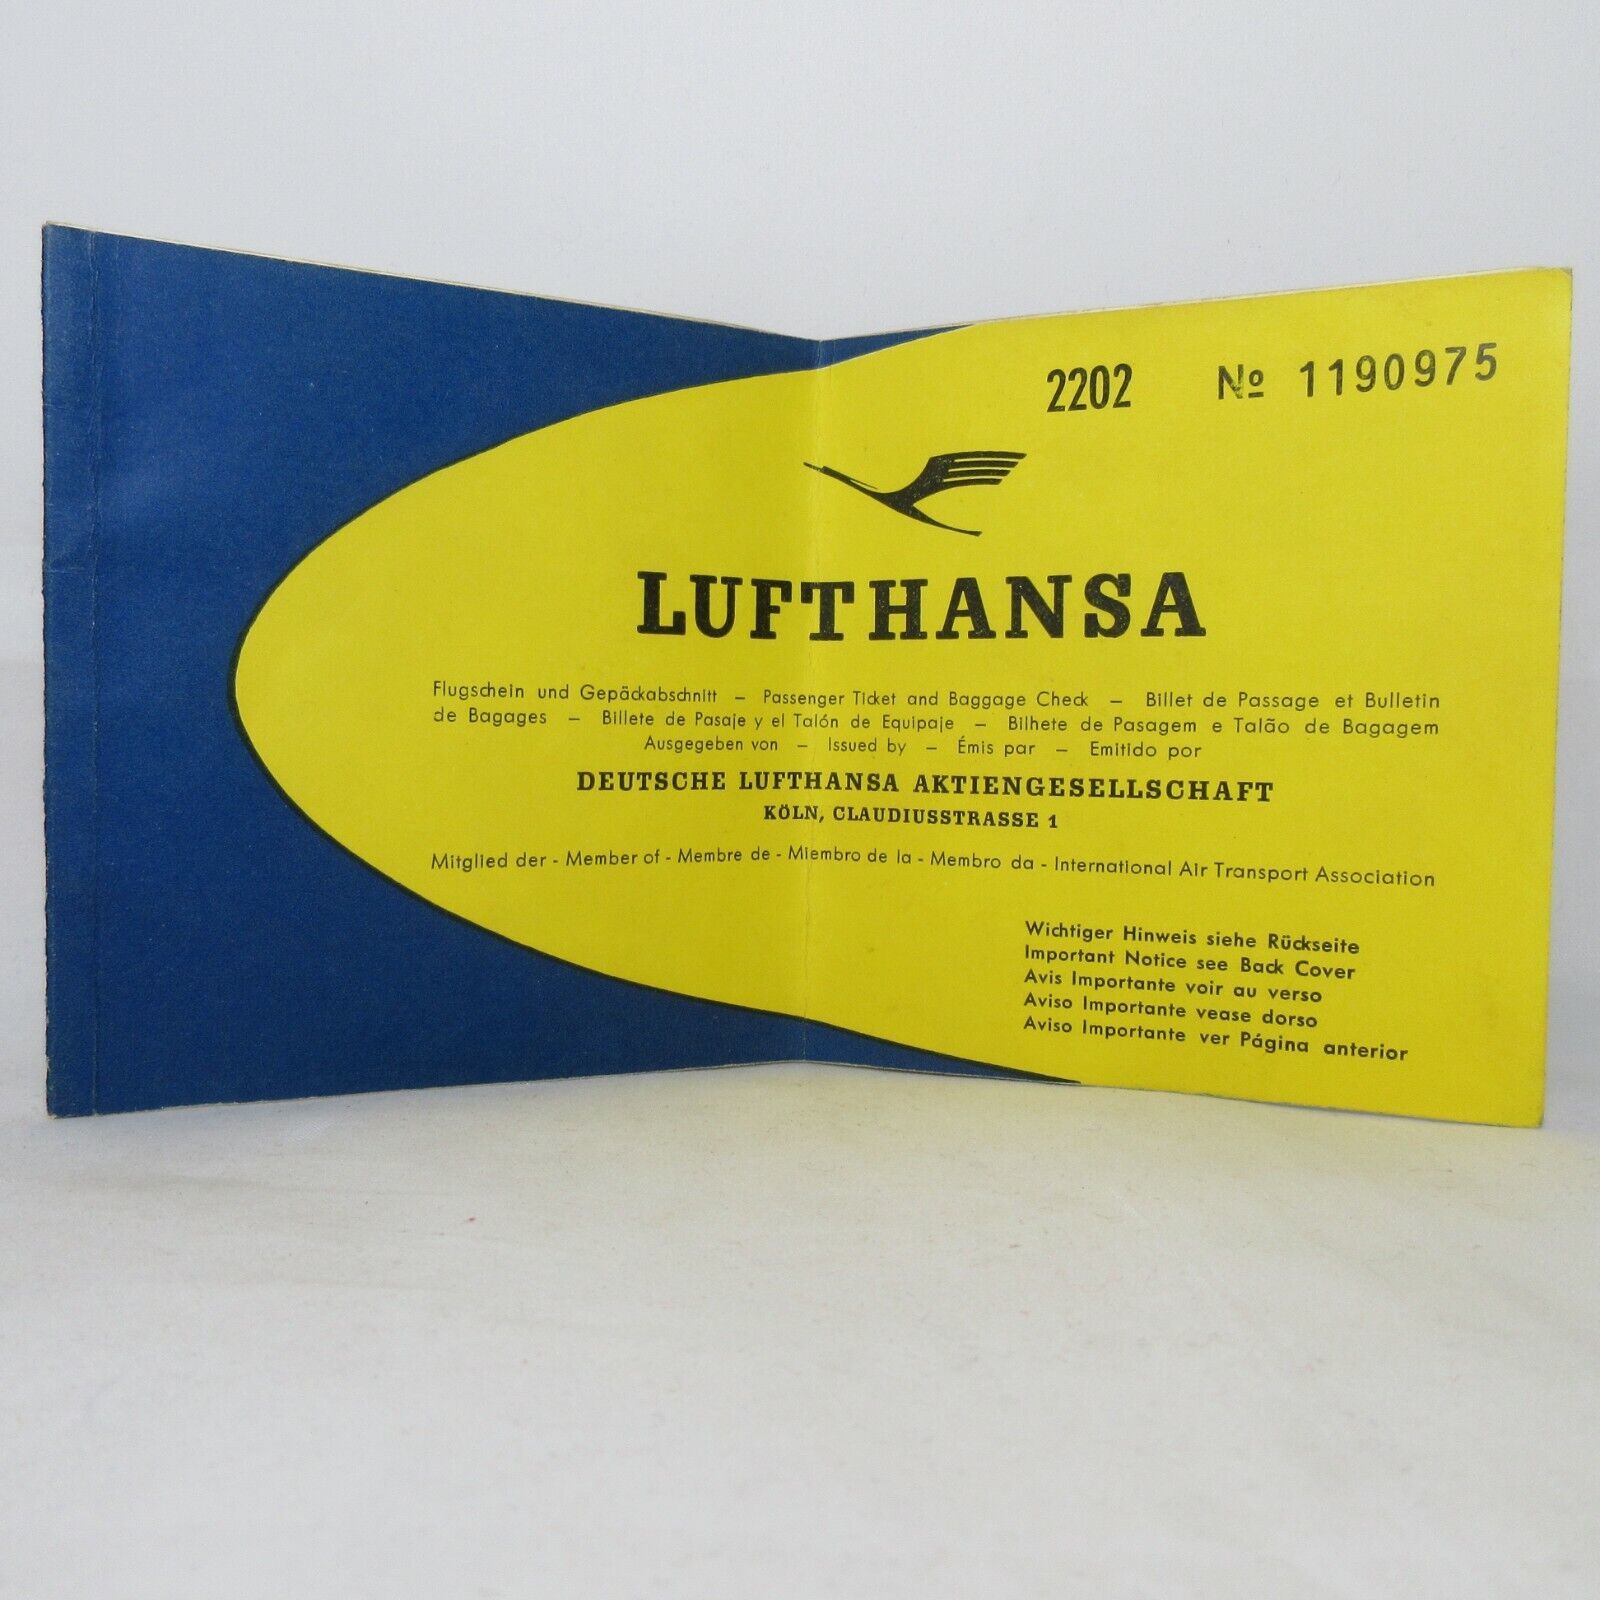 2202 № 1190975
LUFTHANSA
Flugschein und Gepäckabschnitt – Passenger Ticket and Baggage Check – Billet de Passage et Bulletin
de Bagages – Billete de Pasaje y el Talón de Equipaje – Bilhete de Pasagem e Talão de Bagagem
Ausgegeben von – Issued by – Émis par – Emitido por
DEUTSCHE LUFTHANSA AKTIENGESELLSCHAFT
KÖLN, CLAUDIUSSTRASSE 1
Mitglied der - Member of - Membre de - Miembro de la - Membro da - International Air Transport Association
Wichtiger Hinweis siehe Rückseite
Important Notice see Back Cover
Avis Importante voir au verso
Aviso Importante vease dorso
Aviso Importante ver Página anterior